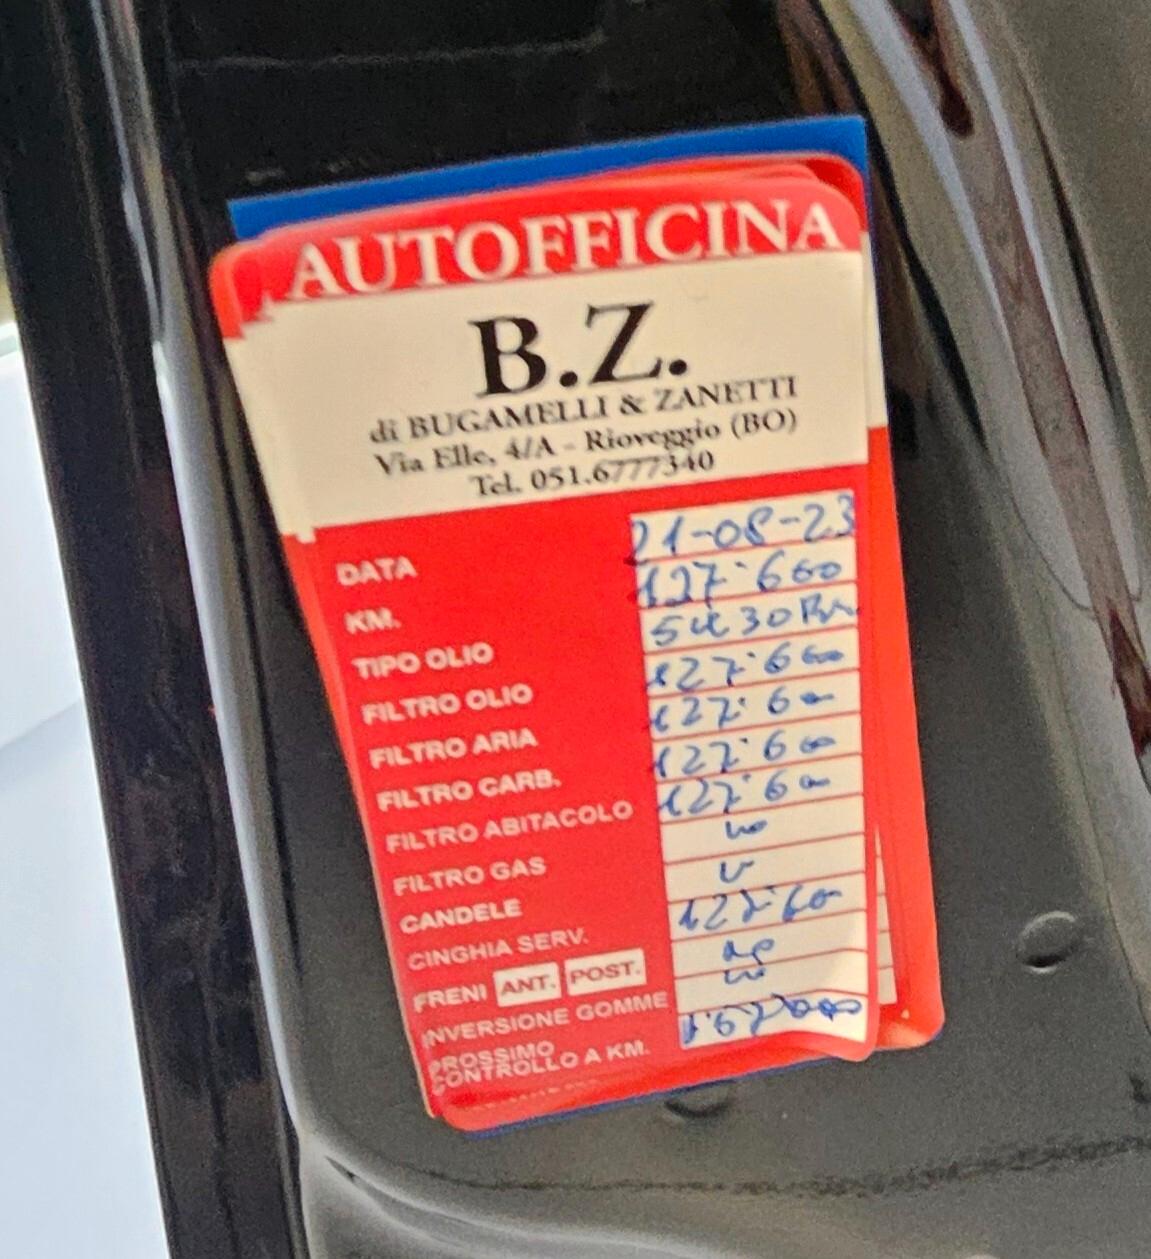 AUTOFFICINA
B.Z.
di BUGAMELLI & ZANETTI
Via Elle, 4/A - Rioveggio (BO)
Tel. 051.6777340
DATA 21-08-23
KM. 127.600
TIPO OLIO
FILTRO OLIO 127.600
FILTRO ARIA 127.600
FILTRO CARB. 127.600
FILTRO ABITACOLO 127.600
FILTRO GAS
CANDELE
CINGHIA SERV. 127.600
FRENI ANT. POST.
INVERSIONE GOMME
PROSSIMO
CONTROLLO A KM.